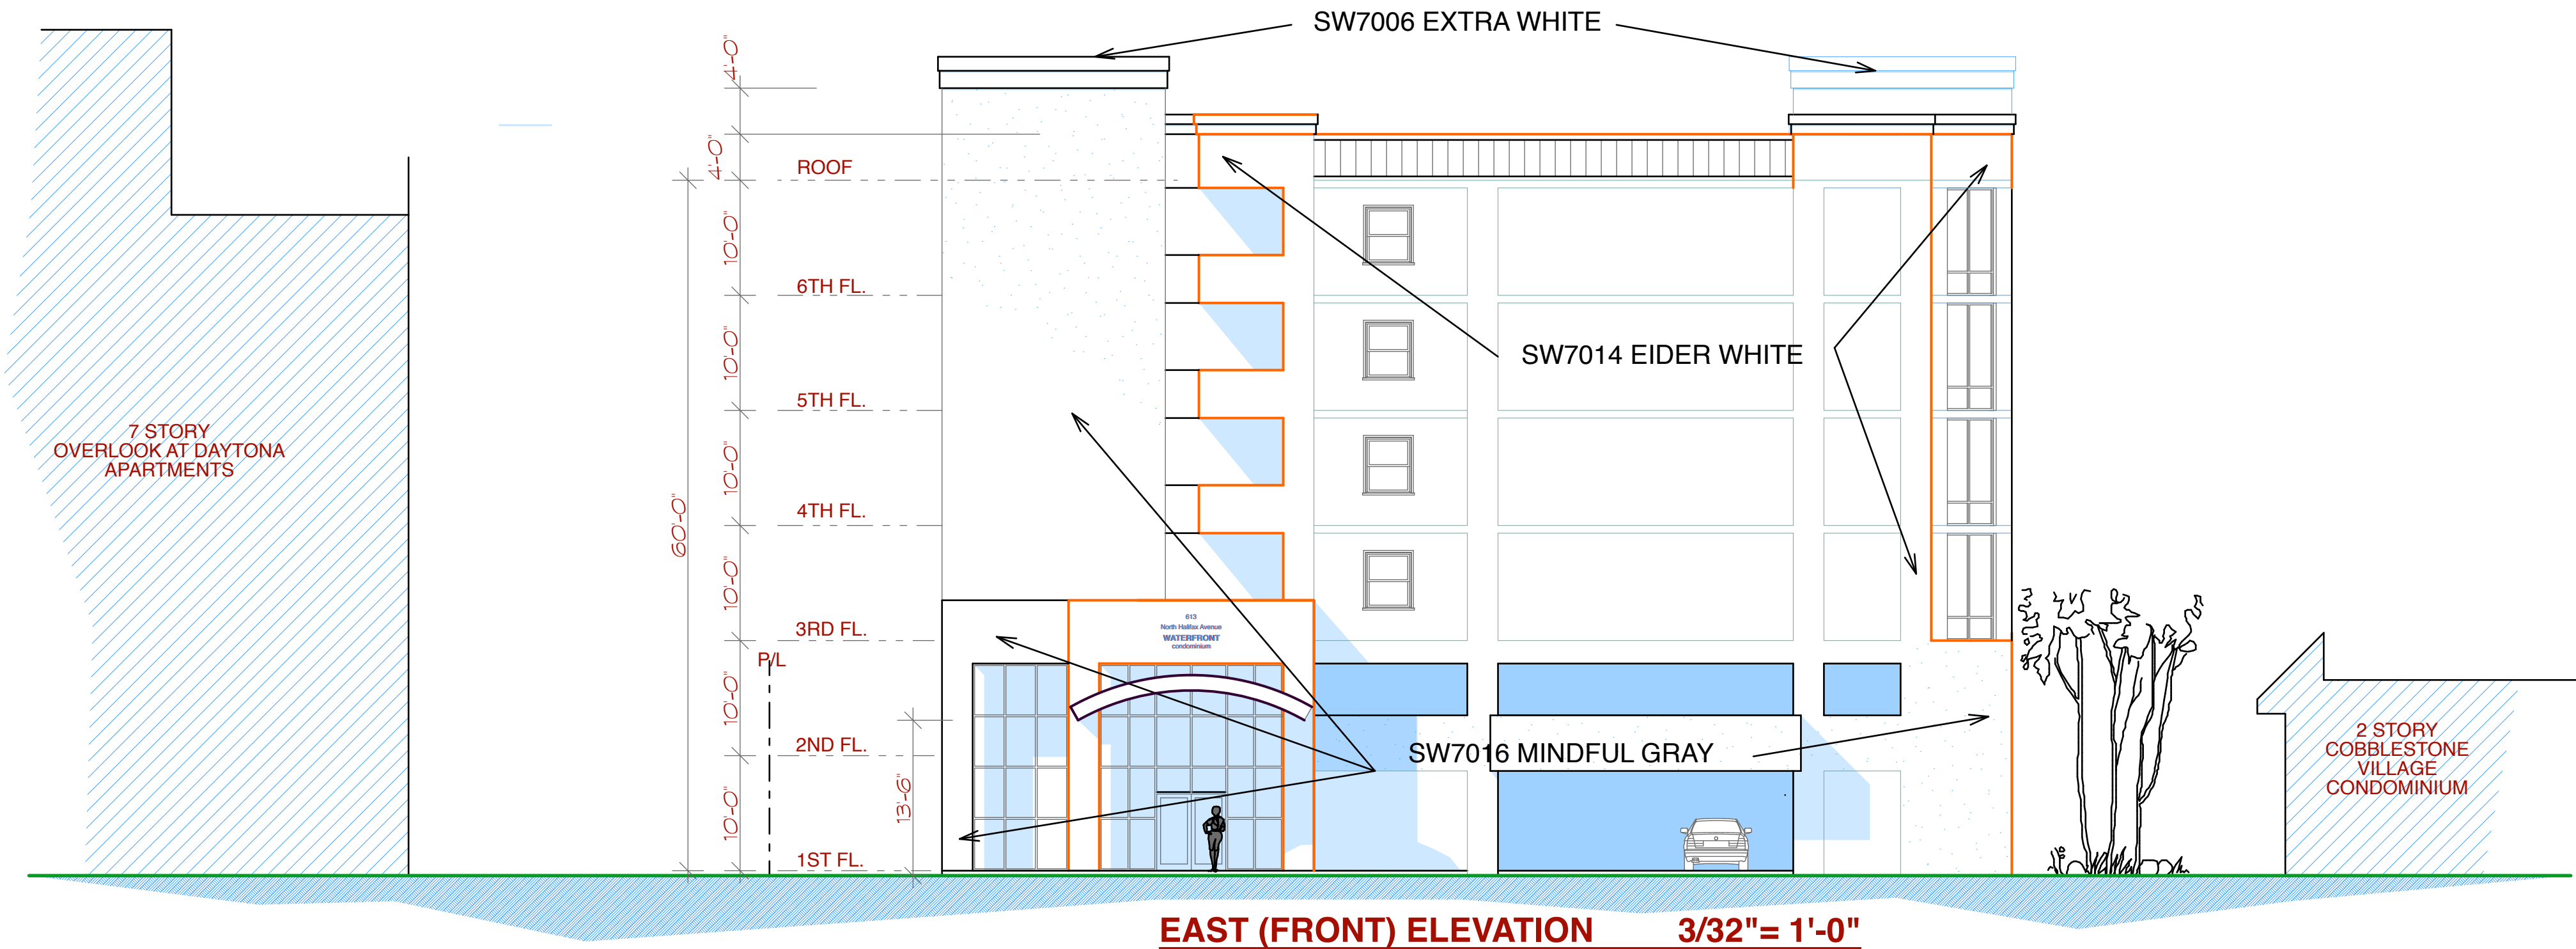 SW7006 EXTRA WHITE
4'-0"
4'-0"
ROOF
10'-0"
6TH FL.
10'-0"
SW7014 EIDER WHITE
5TH FL.
7 STORY
OVERLOOK AT DAYTONA
APARTMENTS
10'-0"
4TH FL.
60'-0"
10'-0"
613
North Halifax Avenue
WATERFRONT
condominium
3RD FL.
P/L
10'-0"
2ND FL.
SW7016 MINDFUL GRAY
2 STORY
COBBLESTONE
VILLAGE
CONDOMINIUM
13'-6"
10'-0"
1ST FL.
EAST (FRONT) ELEVATION 3/32"= 1'-0"